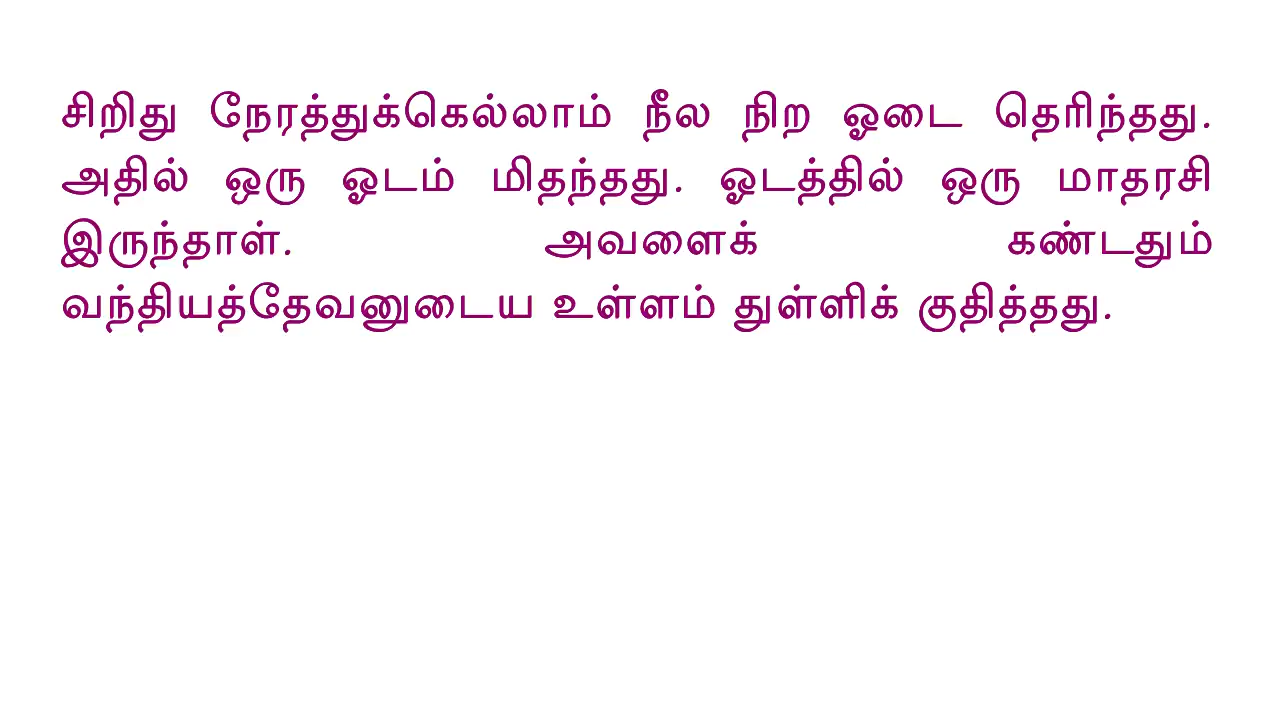 சிறிது நேரத்துக்கெல்லாம் நீல நிற ஓடை தெரிந்தது.
அதில் ஒரு ஓடம் மிதந்தது. ஓடத்தில் ஒரு மாதரசி
இருந்தாள். அவளைக் கண்டதும்
வந்தியத்தேவனுடைய உள்ளம் துள்ளிக் குதித்தது.